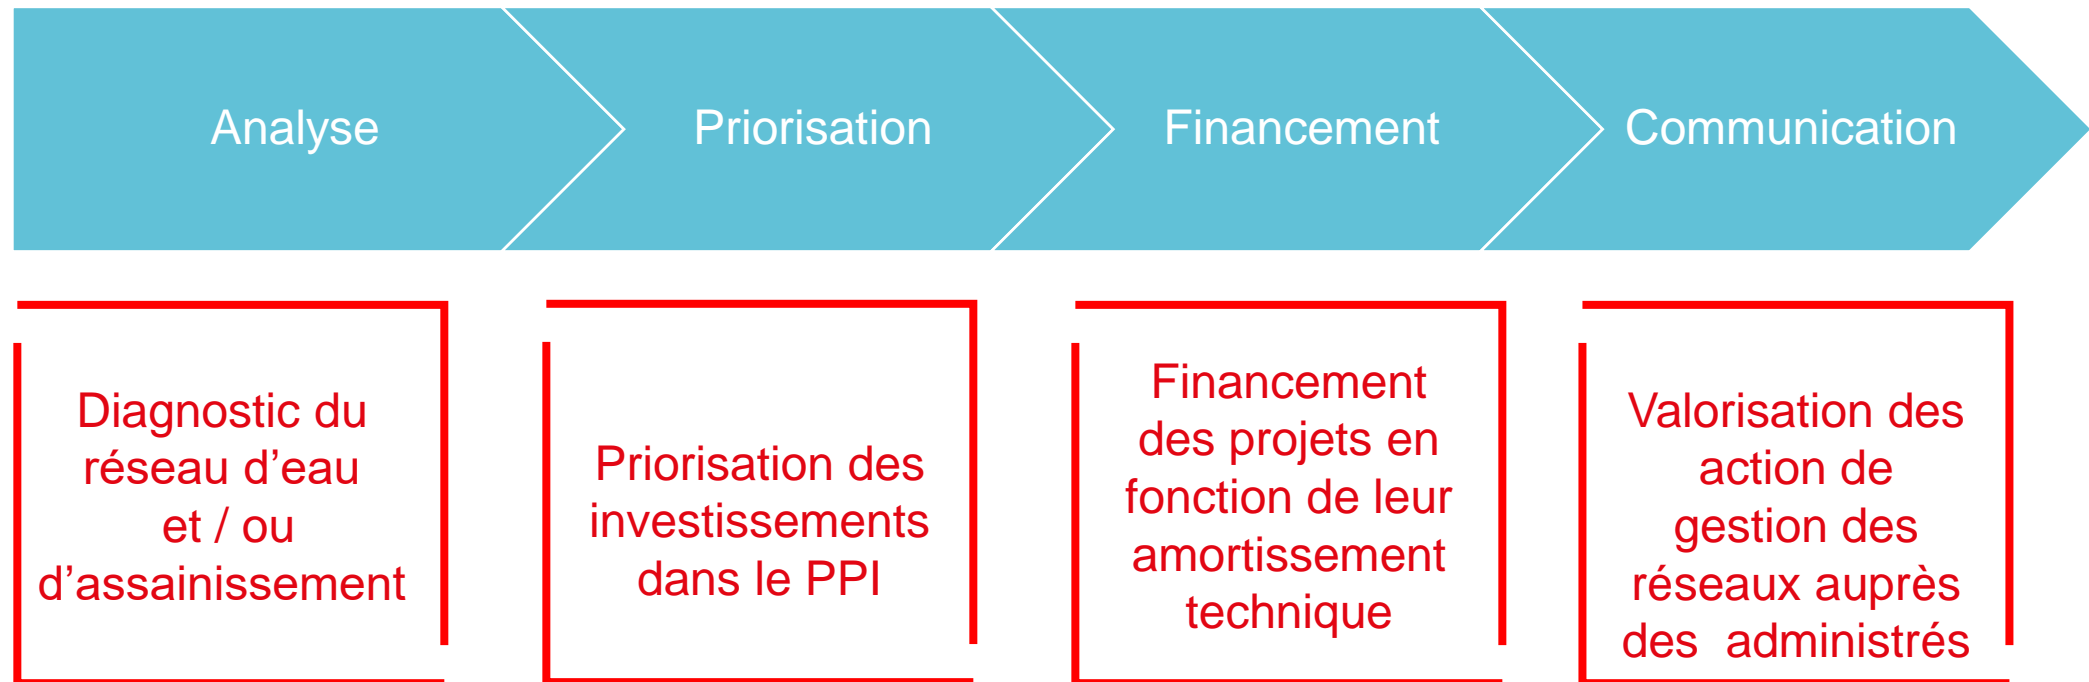 Analyse
Priorisation
Financement
Communication
Diagnostic du
réseau d’eau
et / ou
d’assainissement
Priorisation des
investissements
dans le PPI
Financement
des projets en
fonction de leur
amortissement
technique
Valorisation des
action de
gestion des
réseaux auprès
des  administrés